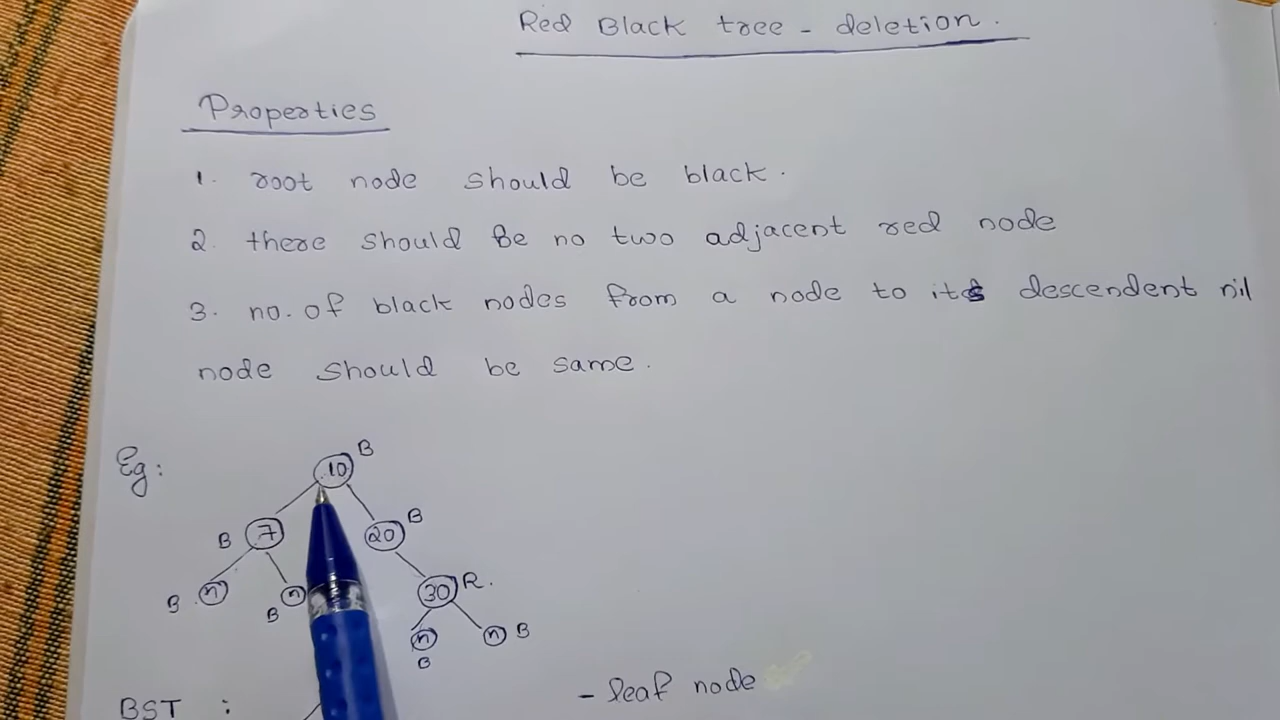 Red Black tree - deletion.
Properties
1. root node should be black.
2. there should be no two adjacent red node
3. no. of black nodes from a node to its descendent nil
node should be same.
Eg:
10 B
B 7
20 B
B n
B n
30 R.
n B
n B
BST :
- leaf node